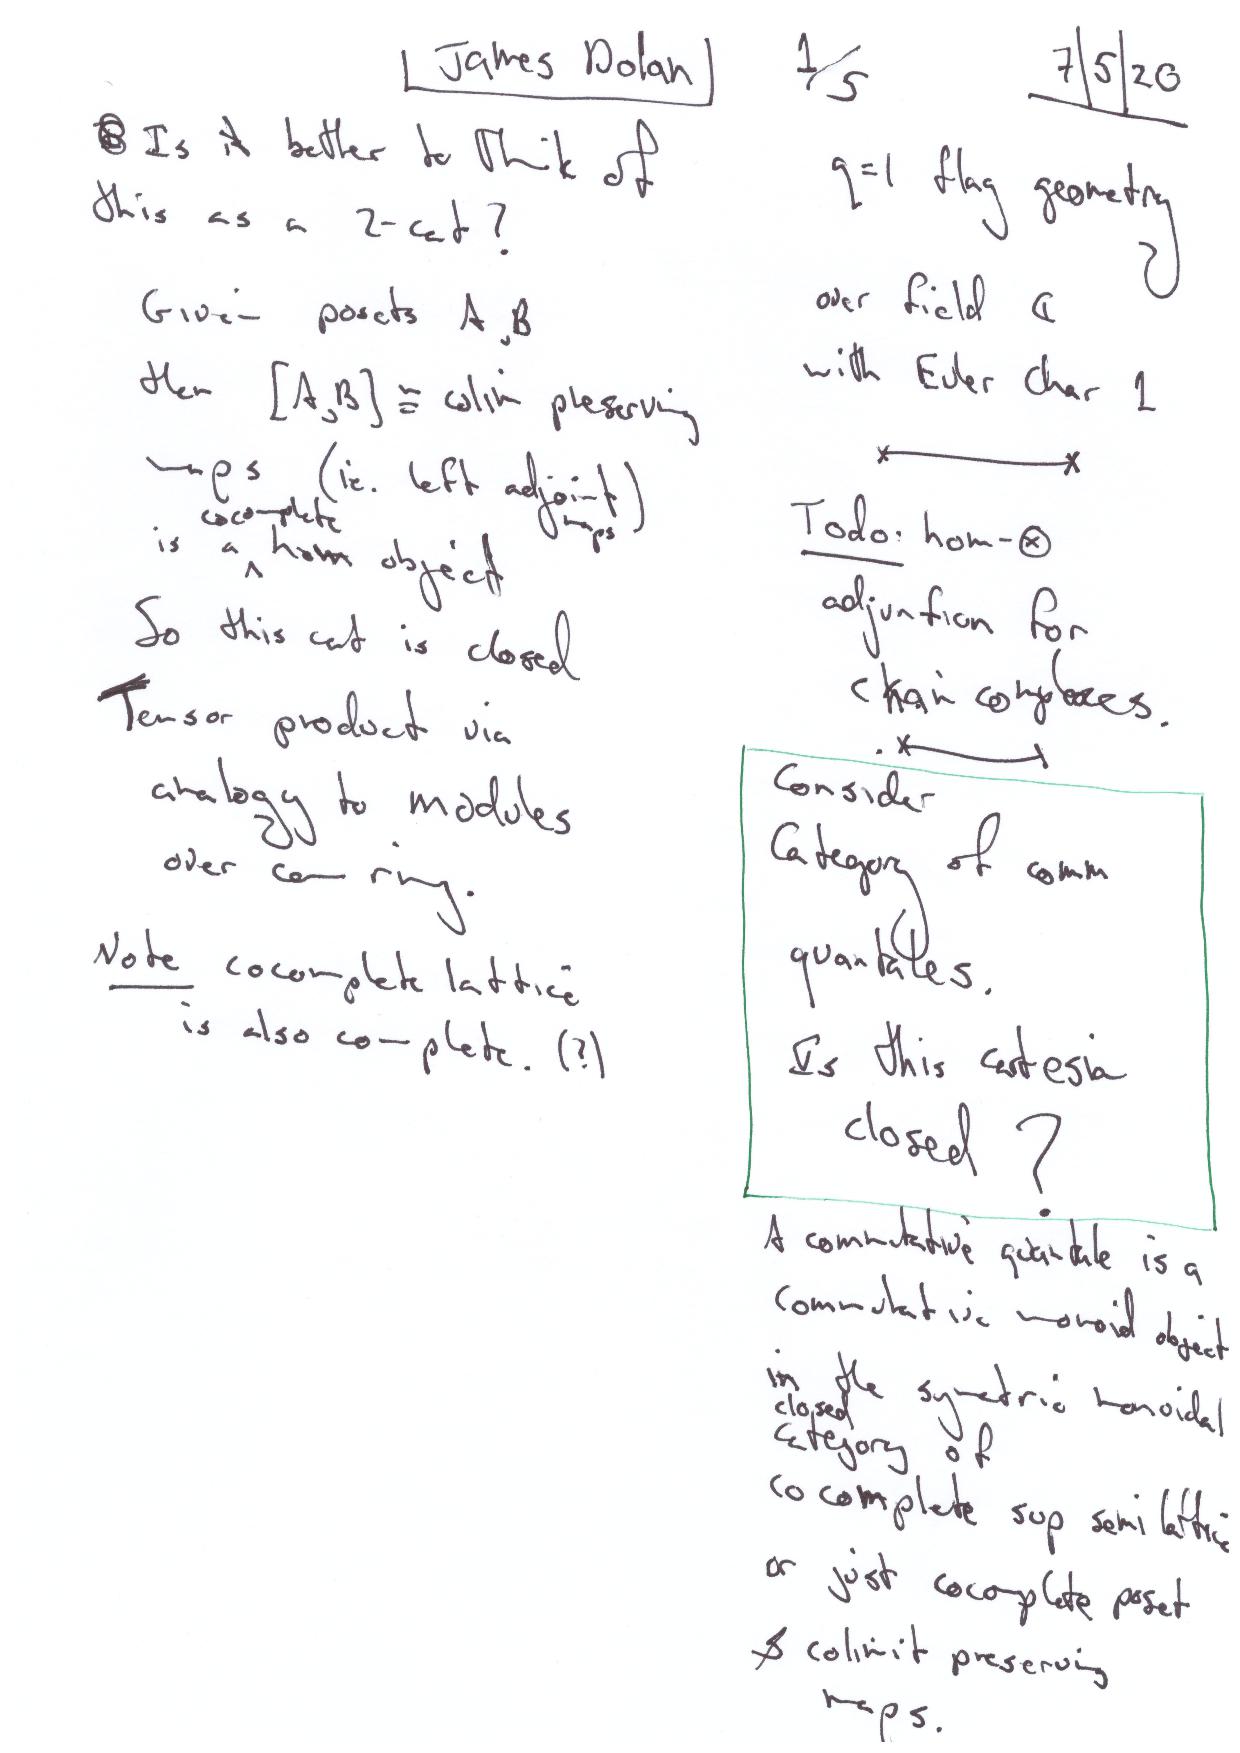 James Dolan 1/5 7/5/20
Is it better to think of
this as a 2-cat?
Given posets A, B
then [A,B] ≅ colim preserving
maps (ie. left adjoint maps)
is a cocomplete hom object
So this cat is closed
Tensor product via
analogy to modules
over com ring.
Note cocomplete lattice
is also complete. (?)
q=1 flag geometry
over field ℂ
with Euler char 1
Todo: hom-⊗
adjuntion for
chain complexes.
Consider
Category of comm
quantales.
Is this cartesian
closed ?
A commutative quantale is a
commutative monoid object
in the symetric monoidal
closed
category of
cocomplete sup semi lattice
or just cocomplete poset
& colimit preserving
maps.